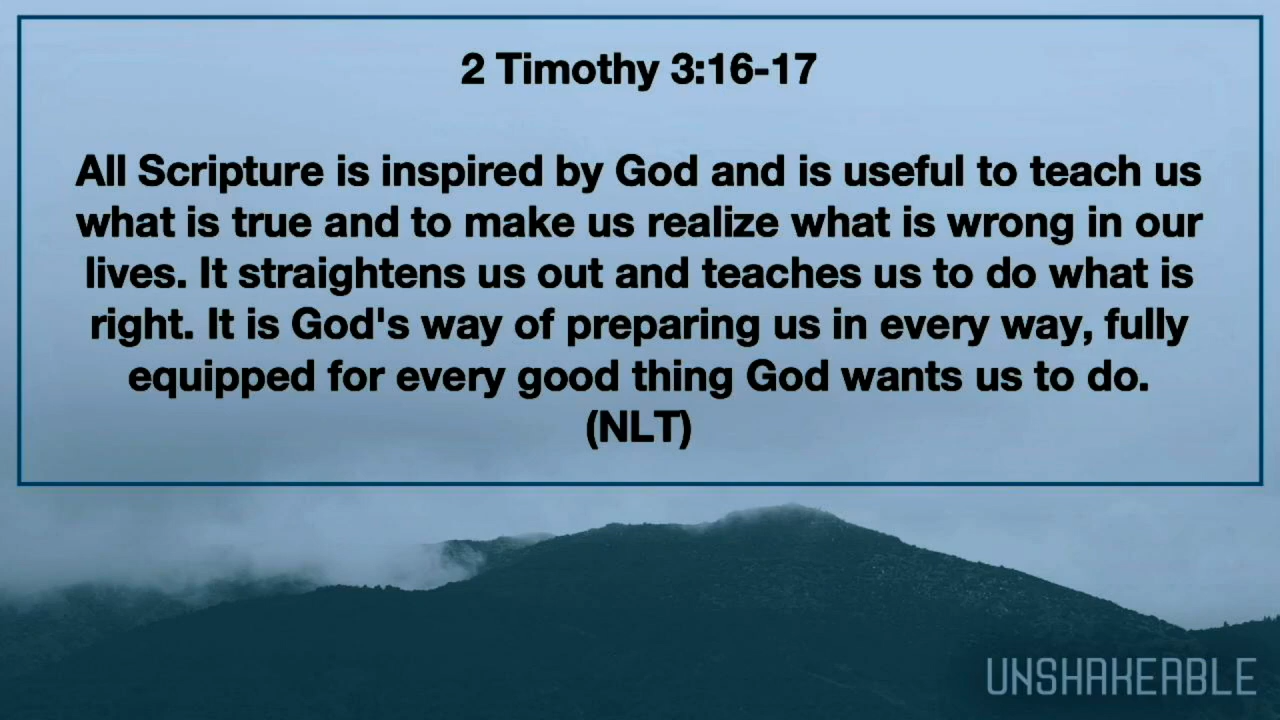 2 Timothy 3:16-17
All Scripture is inspired by God and is useful to teach us
what is true and to make us realize what is wrong in our
lives. It straightens us out and teaches us to do what is
right. It is God's way of preparing us in every way, fully
equipped for every good thing God wants us to do.
(NLT)
UNSHAKEABLE